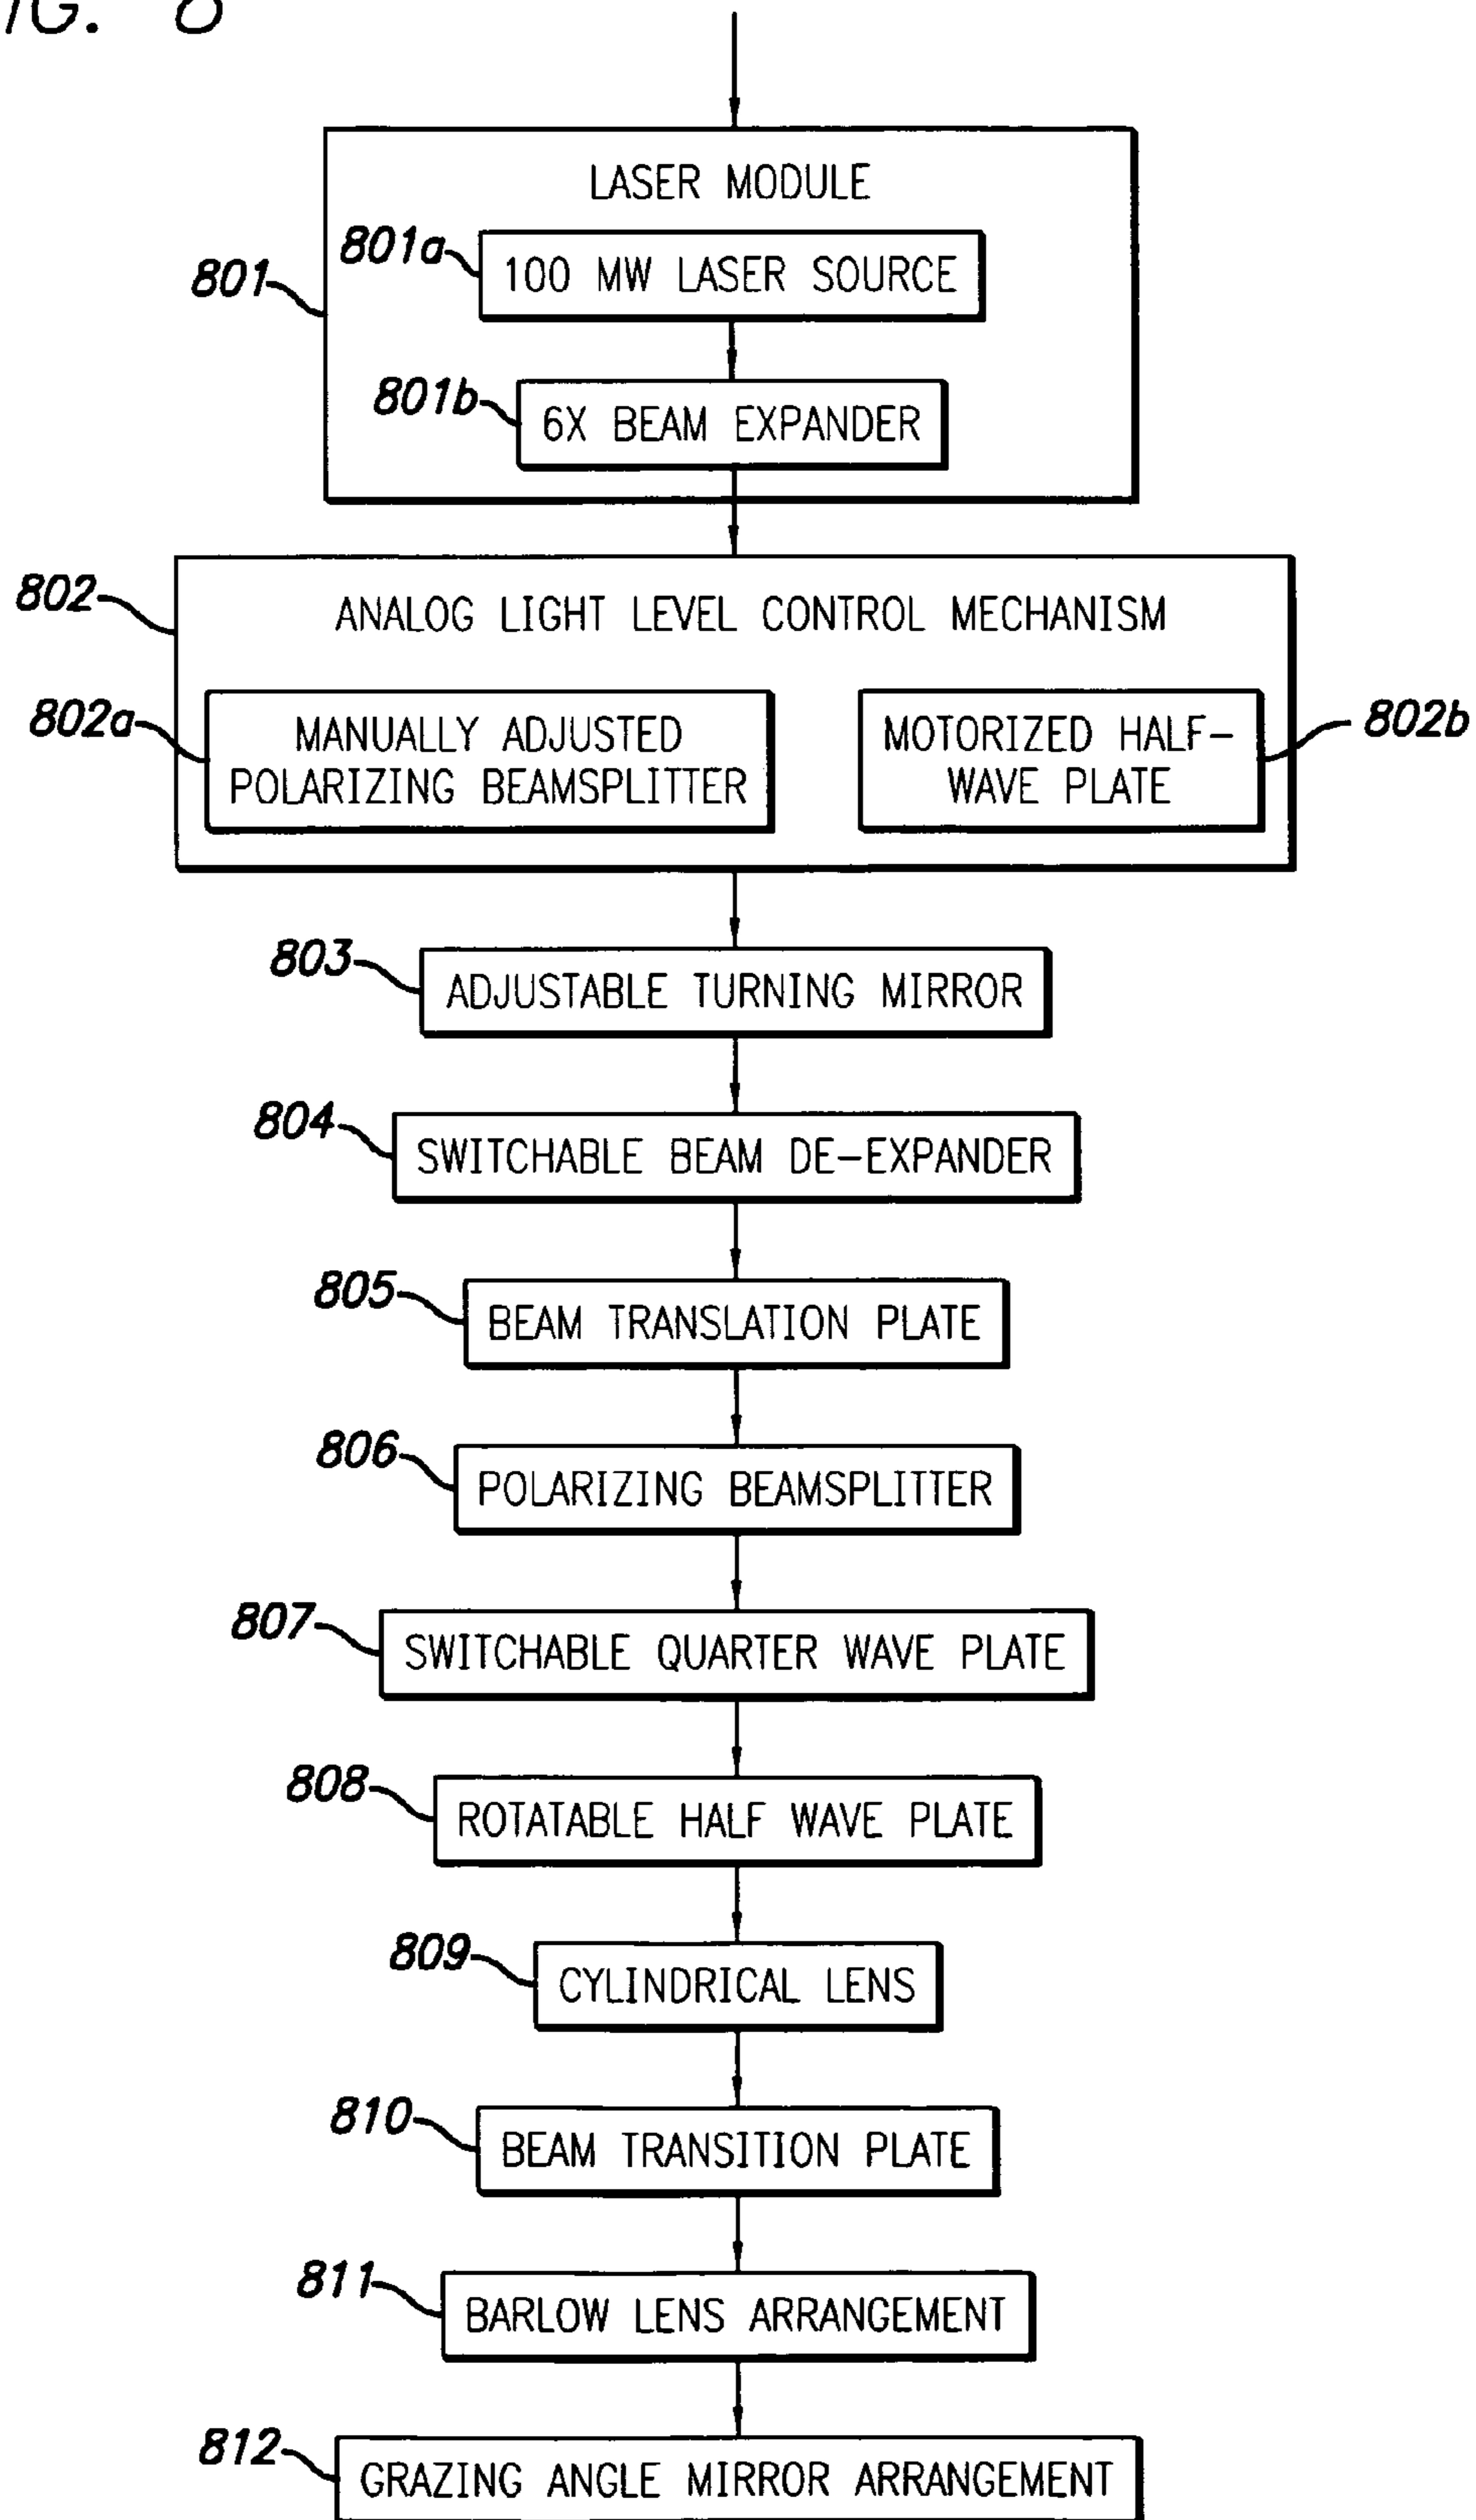 IG. 8
LASER MODULE
801a
801
100 MW LASER SOURCE
801b
6X BEAM EXPANDER
802
ANALOG LIGHT LEVEL CONTROL MECHANISM
802a
MANUALLY ADJUSTED
POLARIZING BEAMSPLITTER
MOTORIZED HALF-
WAVE PLATE
802b
803
ADJUSTABLE TURNING MIRROR
804
SWITCHABLE BEAM DE-EXPANDER
805
BEAM TRANSLATION PLATE
806
POLARIZING BEAMSPLITTER
807
SWITCHABLE QUARTER WAVE PLATE
808
ROTATABLE HALF WAVE PLATE
809
CYLINDRICAL LENS
810
BEAM TRANSITION PLATE
811
BARLOW LENS ARRANGEMENT
812
GRAZING ANGLE MIRROR ARRANGEMENT